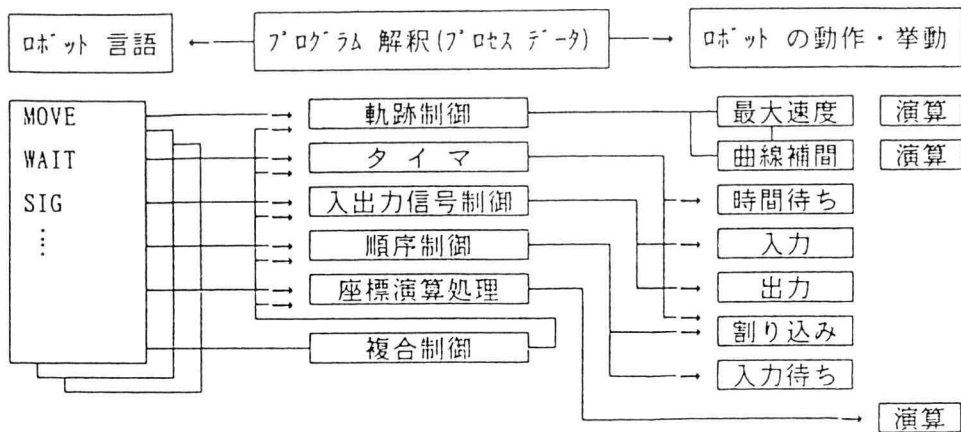 ロボット 言語
プログラム 解釈(プロセス データ)
ロボット の動作・挙動
MOVE
WAIT
SIG
⋮
軌跡制御
タイマ
入出力信号制御
順序制御
座標演算処理
複合制御
最大速度
演算
曲線補間
演算
時間待ち
入力
出力
割り込み
入力待ち
演算